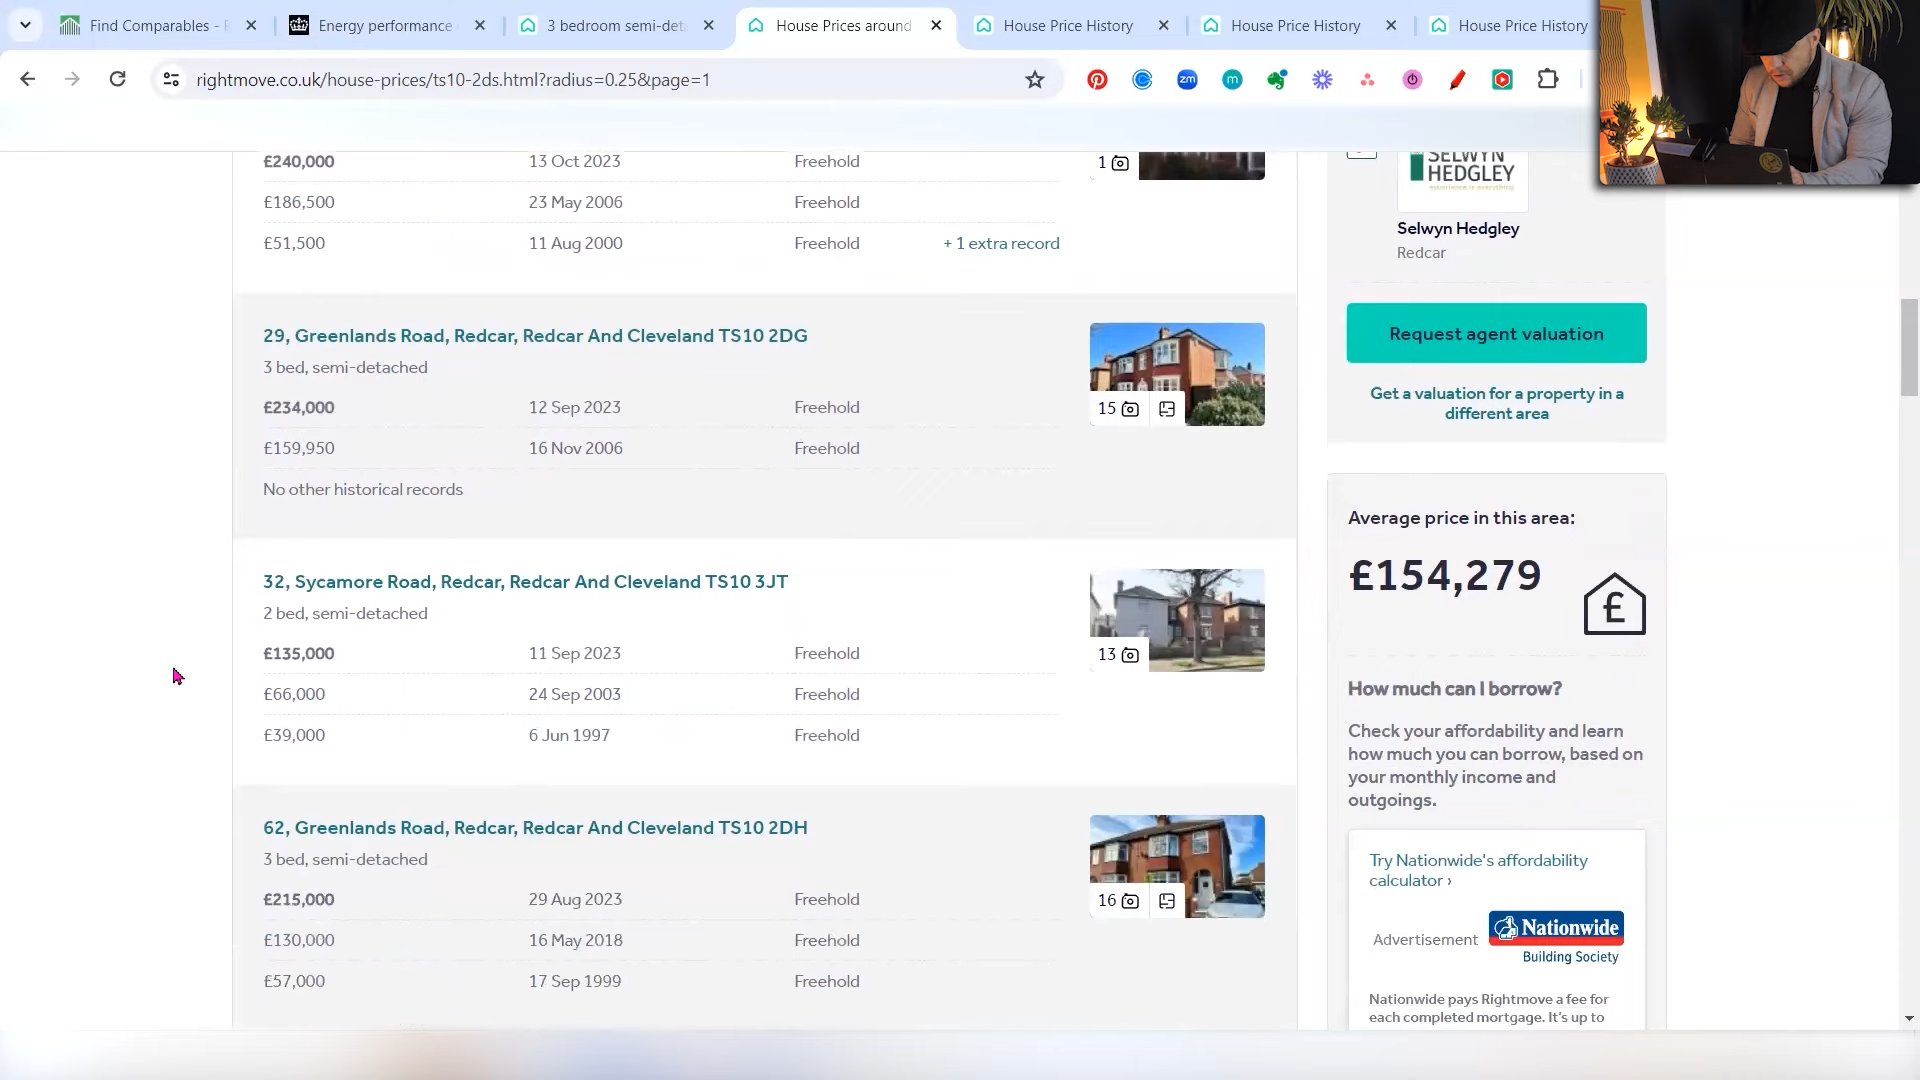 Find Comparables -
Energy performance
3 bedroom semi-det
House Prices around
House Price History
House Price History
House Price History
rightmove.co.uk/house-prices/ts10-2ds.html?radius=0.25&page=1
zm
m
£240,000 13 Oct 2023 Freehold
£186,500 23 May 2006 Freehold
£51,500 11 Aug 2000 Freehold + 1 extra record
1
29, Greenlands Road, Redcar, Redcar And Cleveland TS10 2DG
3 bed, semi-detached
£234,000 12 Sep 2023 Freehold
£159,950 16 Nov 2006 Freehold
No other historical records
15
32, Sycamore Road, Redcar, Redcar And Cleveland TS10 3JT
2 bed, semi-detached
£135,000 11 Sep 2023 Freehold
£66,000 24 Sep 2003 Freehold
£39,000 6 Jun 1997 Freehold
13
62, Greenlands Road, Redcar, Redcar And Cleveland TS10 2DH
3 bed, semi-detached
£215,000 29 Aug 2023 Freehold
£130,000 16 May 2018 Freehold
£57,000 17 Sep 1999 Freehold
16
SELWYN
HEDGLEY
experience is everything
Selwyn Hedgley
Redcar
Request agent valuation
Get a valuation for a property in a
different area
Average price in this area:
£154,279
£
How much can I borrow?
Check your affordability and learn
how much you can borrow, based on
your monthly income and
outgoings.
Try Nationwide's affordability
calculator ›
Advertisement
Nationwide
Building Society
Nationwide pays Rightmove a fee for
each completed mortgage. It's up to